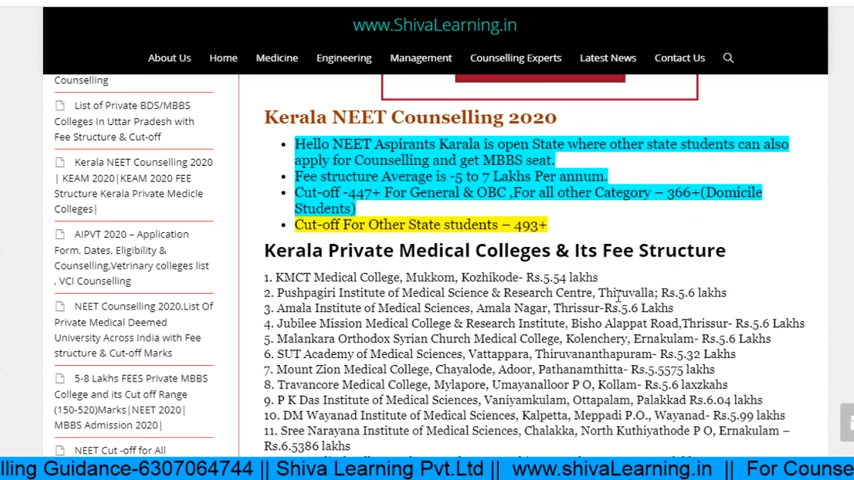 www.ShivaLearning.in
About Us Home Medicine Engineering Management Counselling Experts Latest News Contact Us
Counselling
List of Private BDS/MBBS
Colleges In Uttar Pradesh with
Fee Structure & Cut-off
Kerala NEET Counselling 2020
| KEAM 2020|KEAM 2020 FEE
Structure Kerala Private Medicle
Colleges|
AIPVT 2020 – Application
Form, Dates, Eligibility &
Counselling,Vetrinary colleges list
, VCI Counselling
NEET Counselling 2020,List Of
Private Medical Deemed
University Across India with Fee
structure & Cut-off Marks
5-8 Lakhs FEES Private MBBS
College and its Cut off Range
(150-520)Marks|NEET 2020|
MBBS Admission 2020|
NEET Cut -off for All
Kerala NEET Counselling 2020
• Hello NEET Aspirants Karala is open State where other state students can also
apply for Counselling and get MBBS seat.
• Fee structure Average is -5 to 7 Lakhs Per annum.
• Cut-off -447+ For General & OBC ,For all other Category – 366+(Domicile
Students)
• Cut-off For Other State students – 493+
Kerala Private Medical Colleges & Its Fee Structure
1. KMCT Medical College, Mukkom, Kozhikode- Rs.5.54 lakhs
2. Pushpagiri Institute of Medical Science & Research Centre, Thiruvalla; Rs.5.6 lakhs
3. Amala Institute of Medical Sciences, Amala Nagar, Thrissur-Rs.5.6 Lakhs
4. Jubilee Mission Medical College & Research Institute, Bisho Alappat Road,Thrissur- Rs.5.6 Lakhs
5. Malankara Orthodox Syrian Church Medical College, Kolenchery, Ernakulam- Rs.5.6 Lakhs
6. SUT Academy of Medical Sciences, Vattappara, Thiruvananthapuram- Rs.5.32 Lakhs
7. Mount Zion Medical College, Chayalode, Adoor, Pathanamthitta- Rs.5.5575 lakhs
8. Travancore Medical College, Mylapore, Umayanalloor P O, Kollam- Rs.5.6 laxzkahs
9. P K Das Institute of Medical Sciences, Vaniyamkulam, Ottapalam, Palakkad Rs.6.04 lakhs
10. DM Wayanad Institute of Medical Sciences, Kalpetta, Meppadi P.O., Wayanad- Rs.5.99 lakhs
11. Sree Narayana Institute of Medical Sciences, Chalakka, North Kuthiyathode P O, Ernakulam –
Rs.6.5386 lakhs
lling Guidance-6307064744 || Shiva Learning Pvt.Ltd || www.shivaLearning.in || For Counse